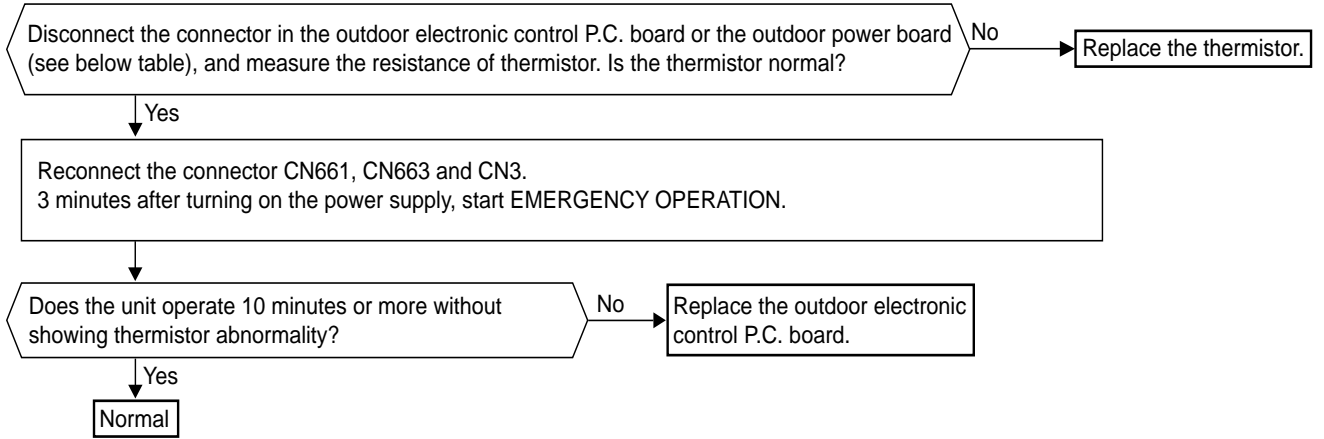 Disconnect the connector in the outdoor electronic control P.C. board or the outdoor power board
(see below table), and measure the resistance of thermistor. Is the thermistor normal?
No
Replace the thermistor.
Yes
Reconnect the connector CN661, CN663 and CN3.
3 minutes after turning on the power supply, start EMERGENCY OPERATION.
Does the unit operate 10 minutes or more without
showing thermistor abnormality?
No
Replace the outdoor electronic
control P.C. board.
Yes
Normal